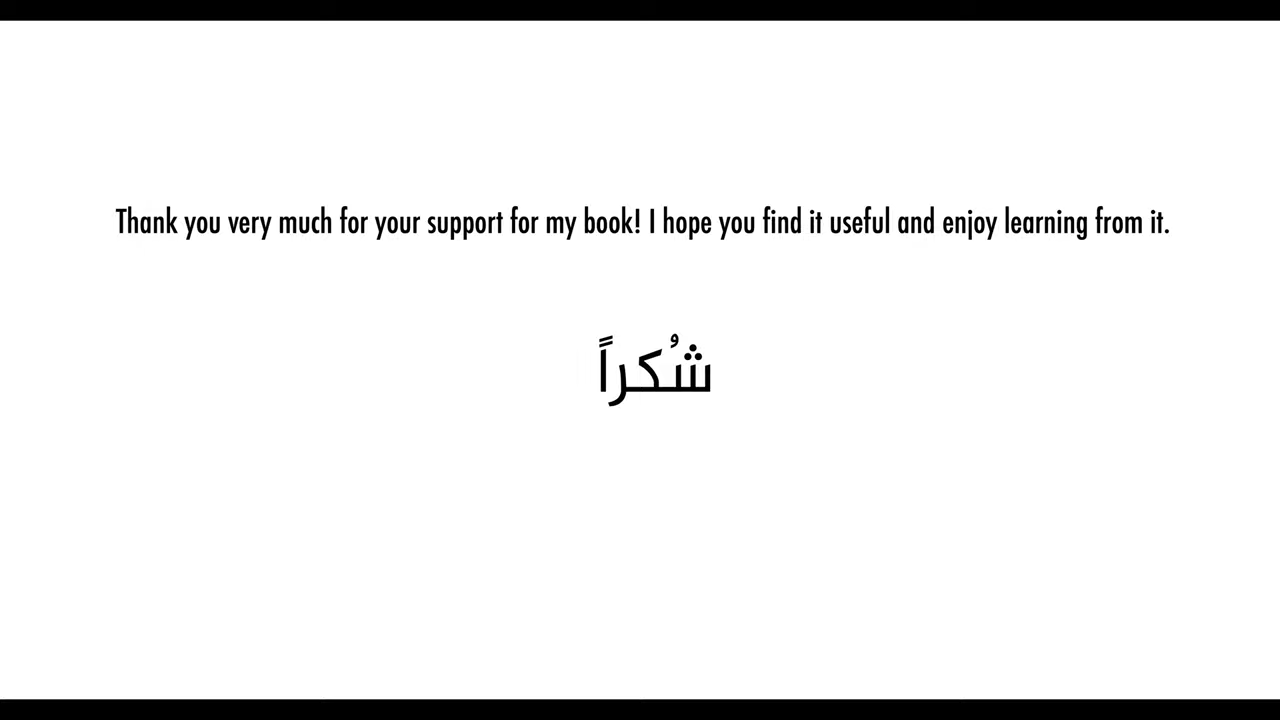 Thank you very much for your support for my book! I hope you find it useful and enjoy learning from it.
شُكراً